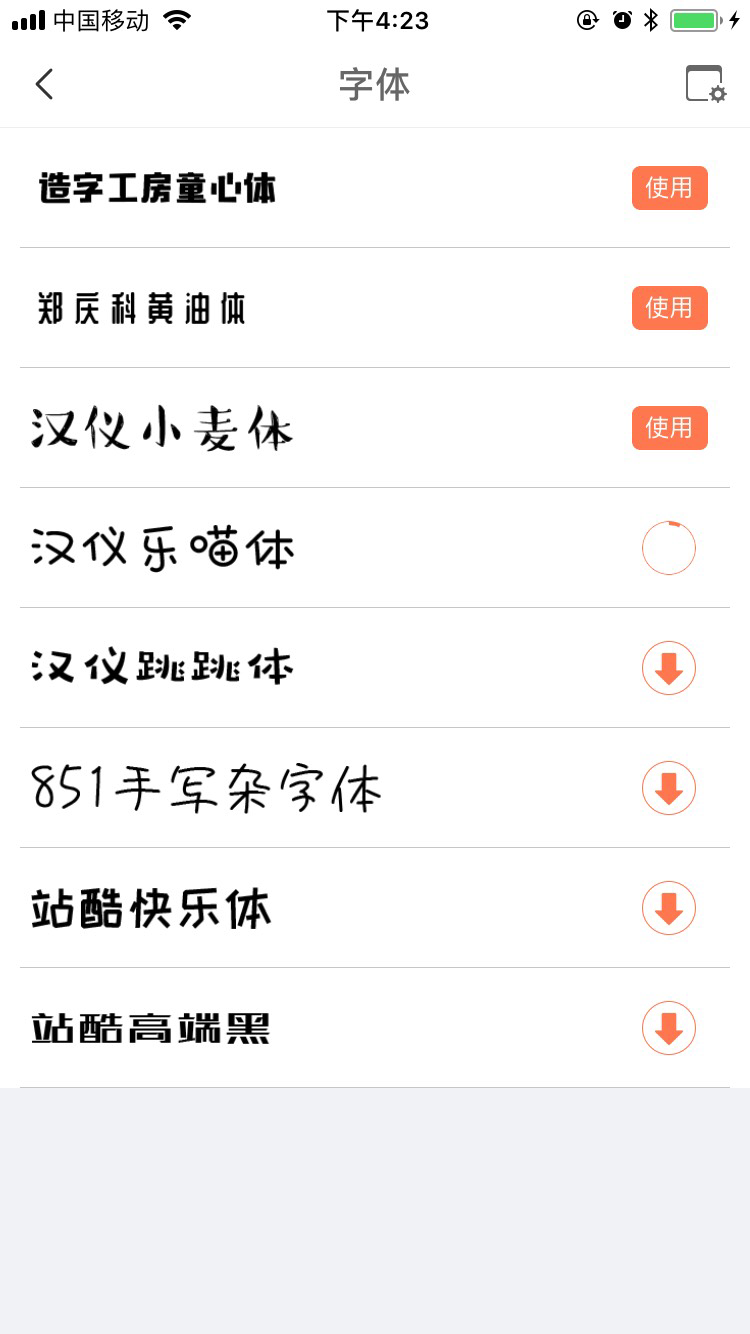 中国移动 下午4:23
字体
造字工房童心体 使用
郑庆科黄油体 使用
汉仪小麦体 使用
汉仪乐喵体
汉仪跳跳体
851手写杂字体
站酷快乐体
站酷高端黑